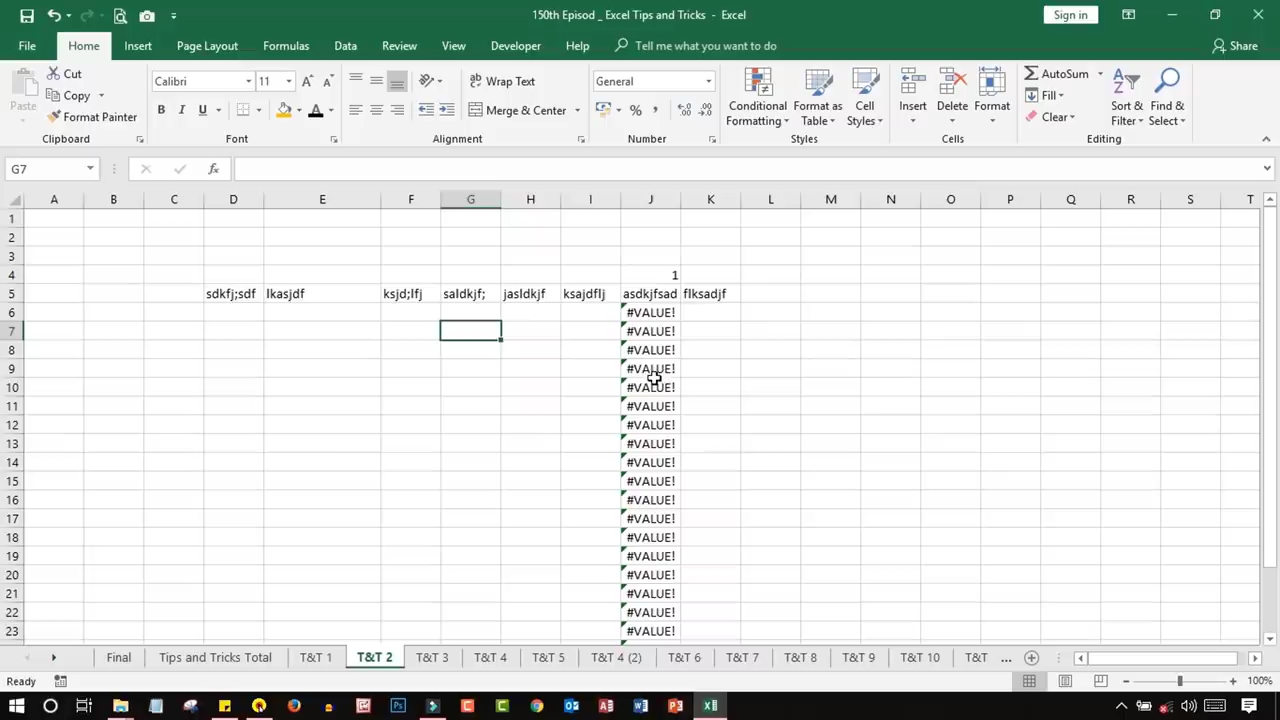 150th Episod _ Excel Tips and Tricks - Excel
Sign in
File Home Insert Page Layout Formulas Data Review View Developer Help Tell me what you want to do Share
Paste
Cut
Copy
Format Painter
Calibri 11
B I U
Wrap Text
Merge & Center
General
Conditional Formatting
Format as Table
Cell Styles
Insert
Delete
Format
AutoSum
Fill
Clear
Sort & Filter
Find & Select
Clipboard Font Alignment Number Styles Cells Editing
G7
fx
A B C D E F G H I J K L M N O P Q R S T
1
2
3
4 1
5 sdkfj;sdf lkasjdf ksjd;lfj saldkjf; jasldkjf ksajdflj asdkjfsad flksadjf
6 #VALUE!
7 #VALUE!
8 #VALUE!
9 #VALUE!
10 #VALUE!
11 #VALUE!
12 #VALUE!
13 #VALUE!
14 #VALUE!
15 #VALUE!
16 #VALUE!
17 #VALUE!
18 #VALUE!
19 #VALUE!
20 #VALUE!
21 #VALUE!
22 #VALUE!
23 #VALUE!
Final Tips and Tricks Total T&T 1 T&T 2 T&T 3 T&T 4 T&T 5 T&T 4 (2) T&T 6 T&T 7 T&T 8 T&T 9 T&T 10 T&T ...
Ready 100%